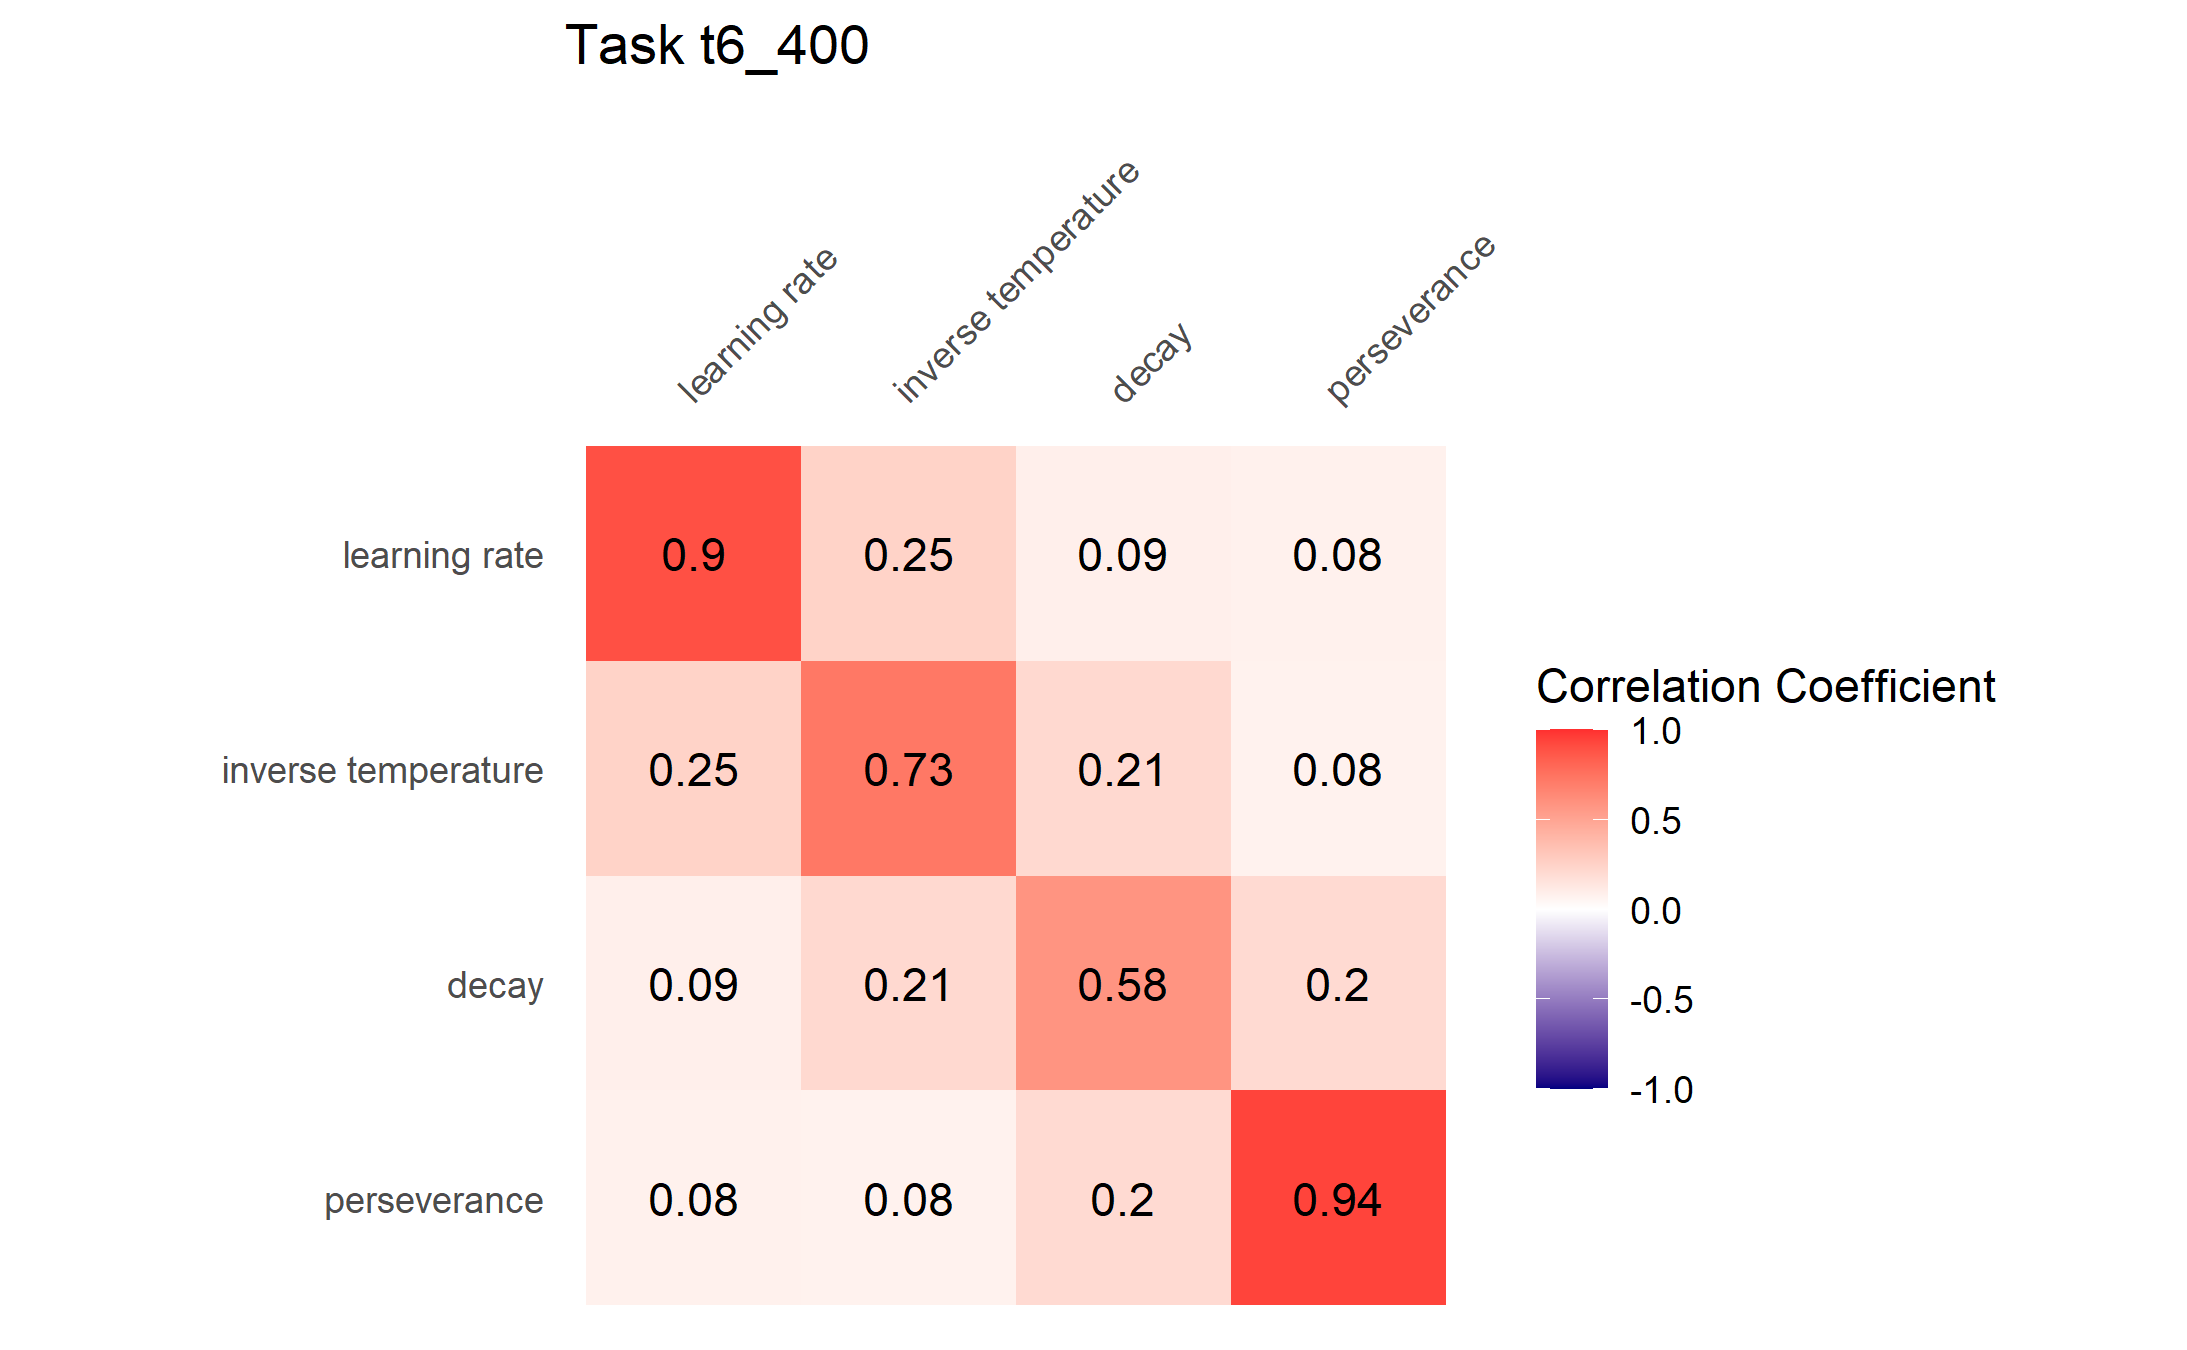 Task t6_400
learning rate
inverse temperature
decay
perseverance
learning rate
0.9 0.25 0.09 0.08
inverse temperature
0.25 0.73 0.21 0.08
decay
0.09 0.21 0.58 0.2
perseverance
0.08 0.08 0.2 0.94
Correlation Coefficient
1.0
0.5
0.0
-0.5
-1.0